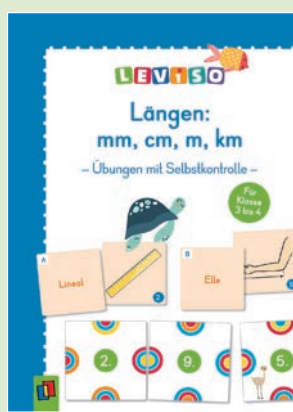 LEVISO
Längen:
mm, cm, m, km
– Übungen mit Selbstkontrolle –
Für
Klasse
3 bis 4
A
Lineal
2
B
Elle
2.
9.
5.